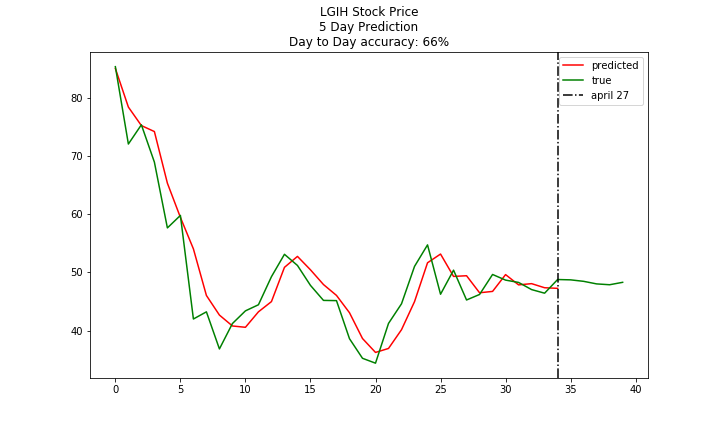 LGIH Stock Price
5 Day Prediction
Day to Day accuracy: 66%
predicted
true
april 27
80
70
60
50
40
0 5 10 15 20 25 30 35 40